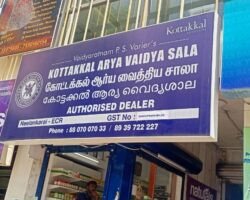 Kottakkal
Vaidyaratnam P. S. Varier's
KOTTAKKAL ARYA VAIDYA SALA
கோட்டக்கல் ஆர்ய வைத்திய சாலா
കോട്ടക്കൽ ആര്യ വൈദ്യശാല
AUTHORISED DEALER
Neelankarai - ECR
GST No :
Phone : 88 070 070 33 / 89 39 722 227